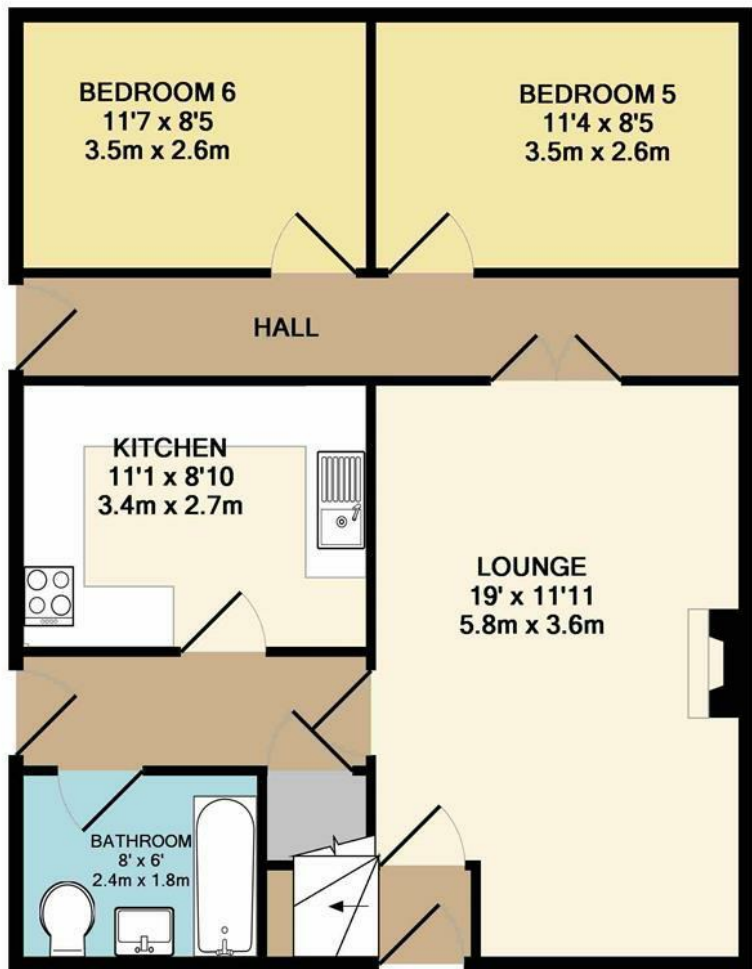 BEDROOM 6
11'7 x 8'5
3.5m x 2.6m
BEDROOM 5
11'4 x 8'5
3.5m x 2.6m
HALL
KITCHEN
11'1 x 8'10
3.4m x 2.7m
LOUNGE
19' x 11'11
5.8m x 3.6m
BATHROOM
8' x 6'
2.4m x 1.8m